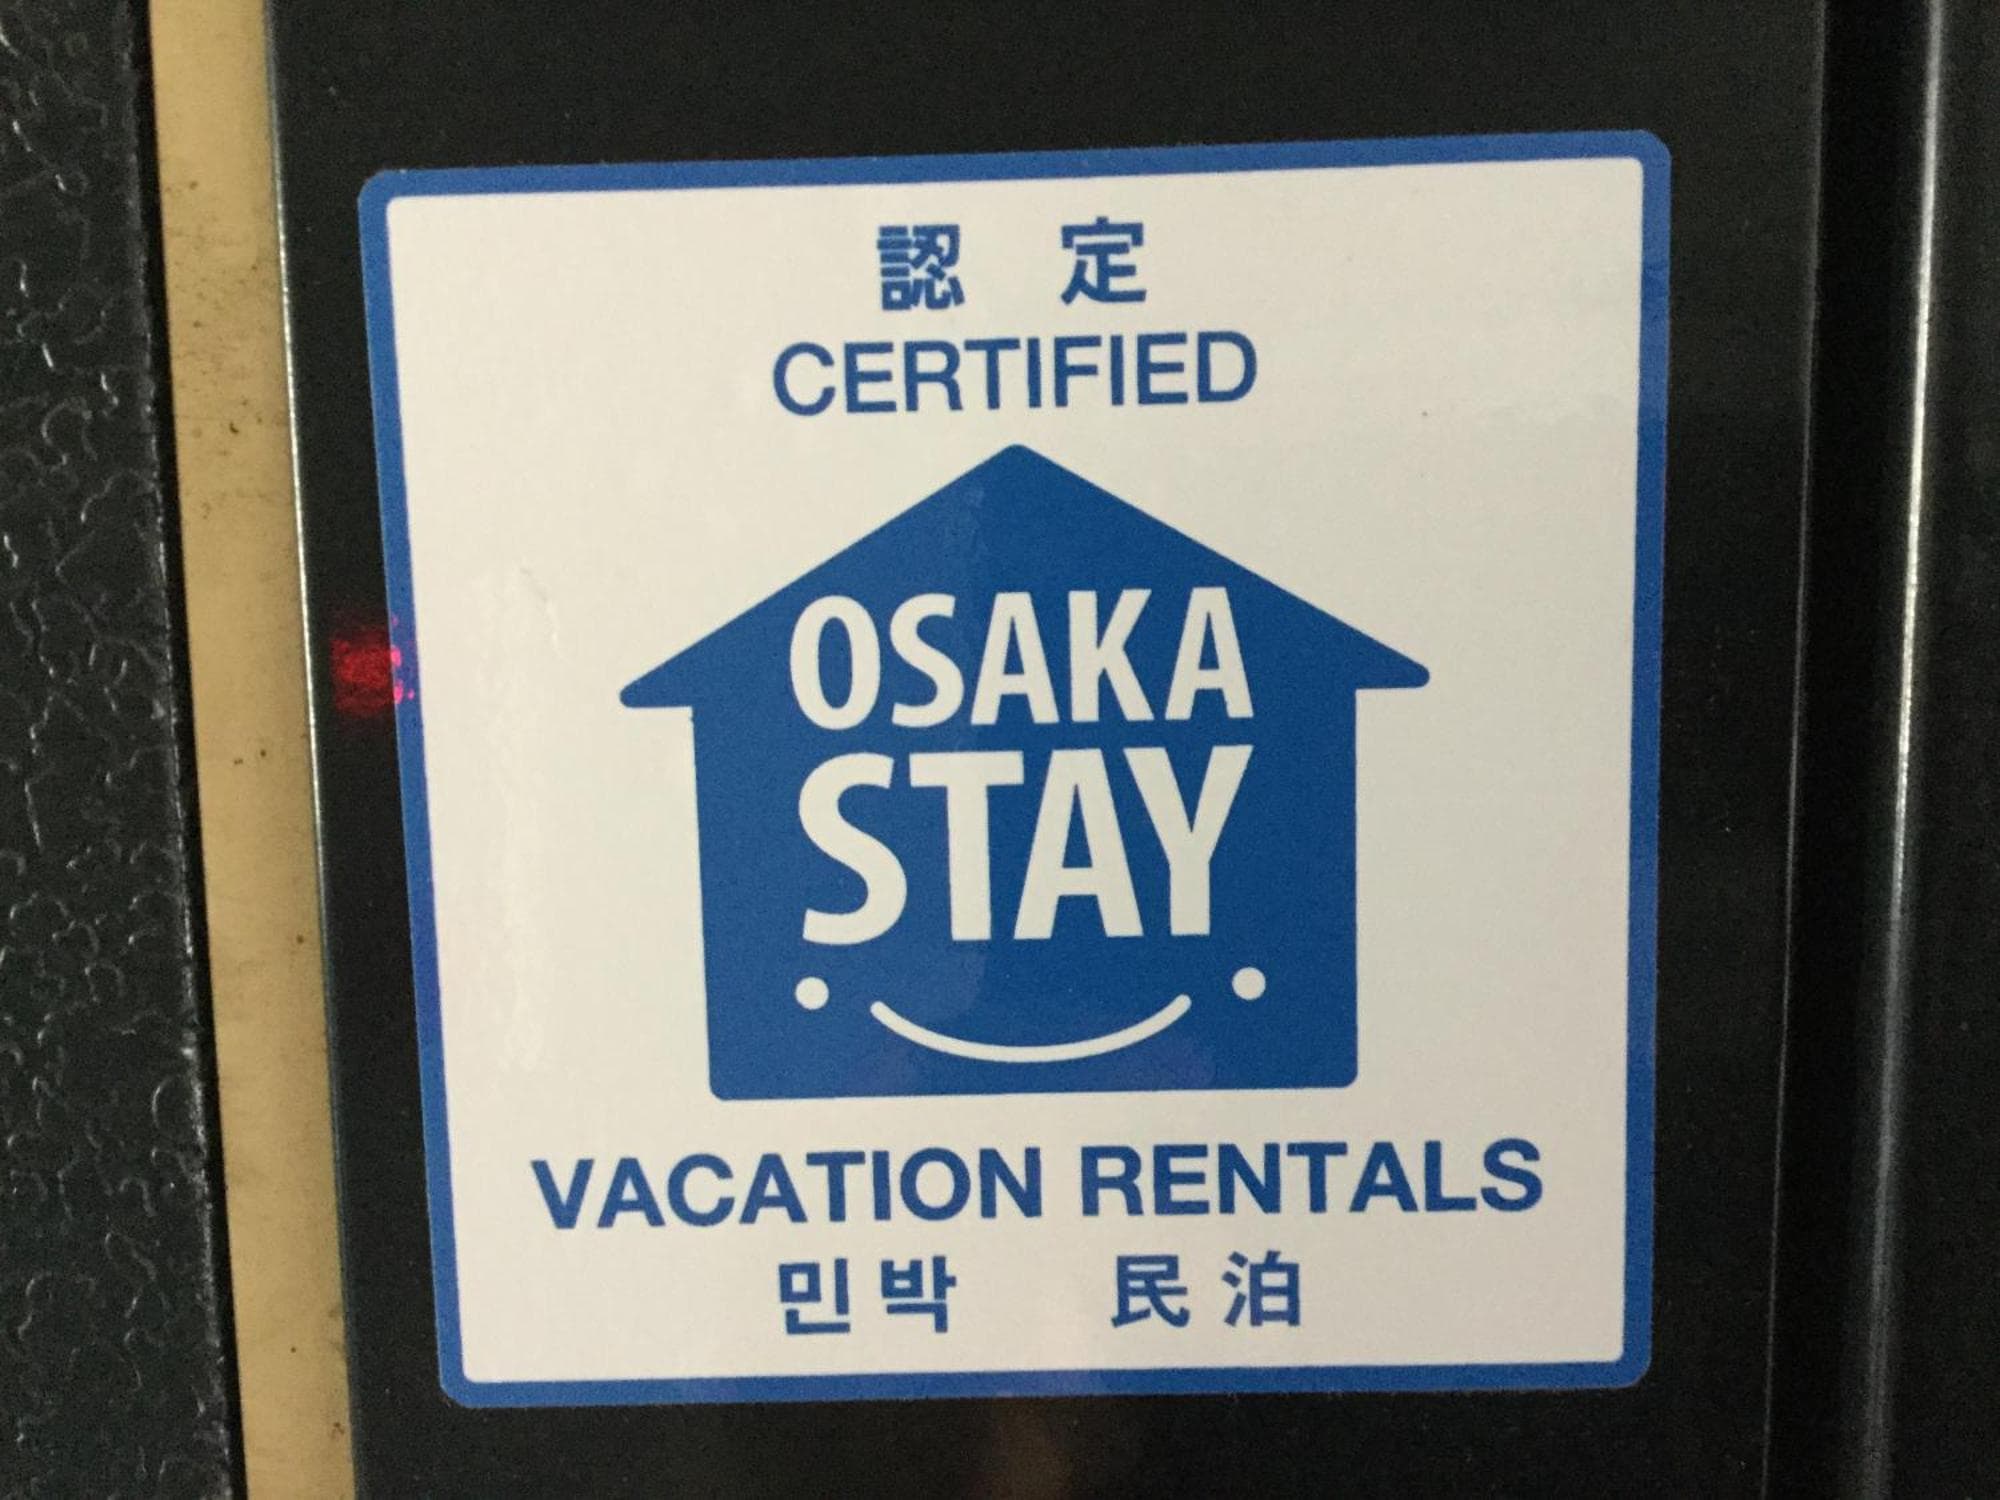 認 定
CERTIFIED
OSAKA
STAY
VACATION RENTALS
민박 民泊